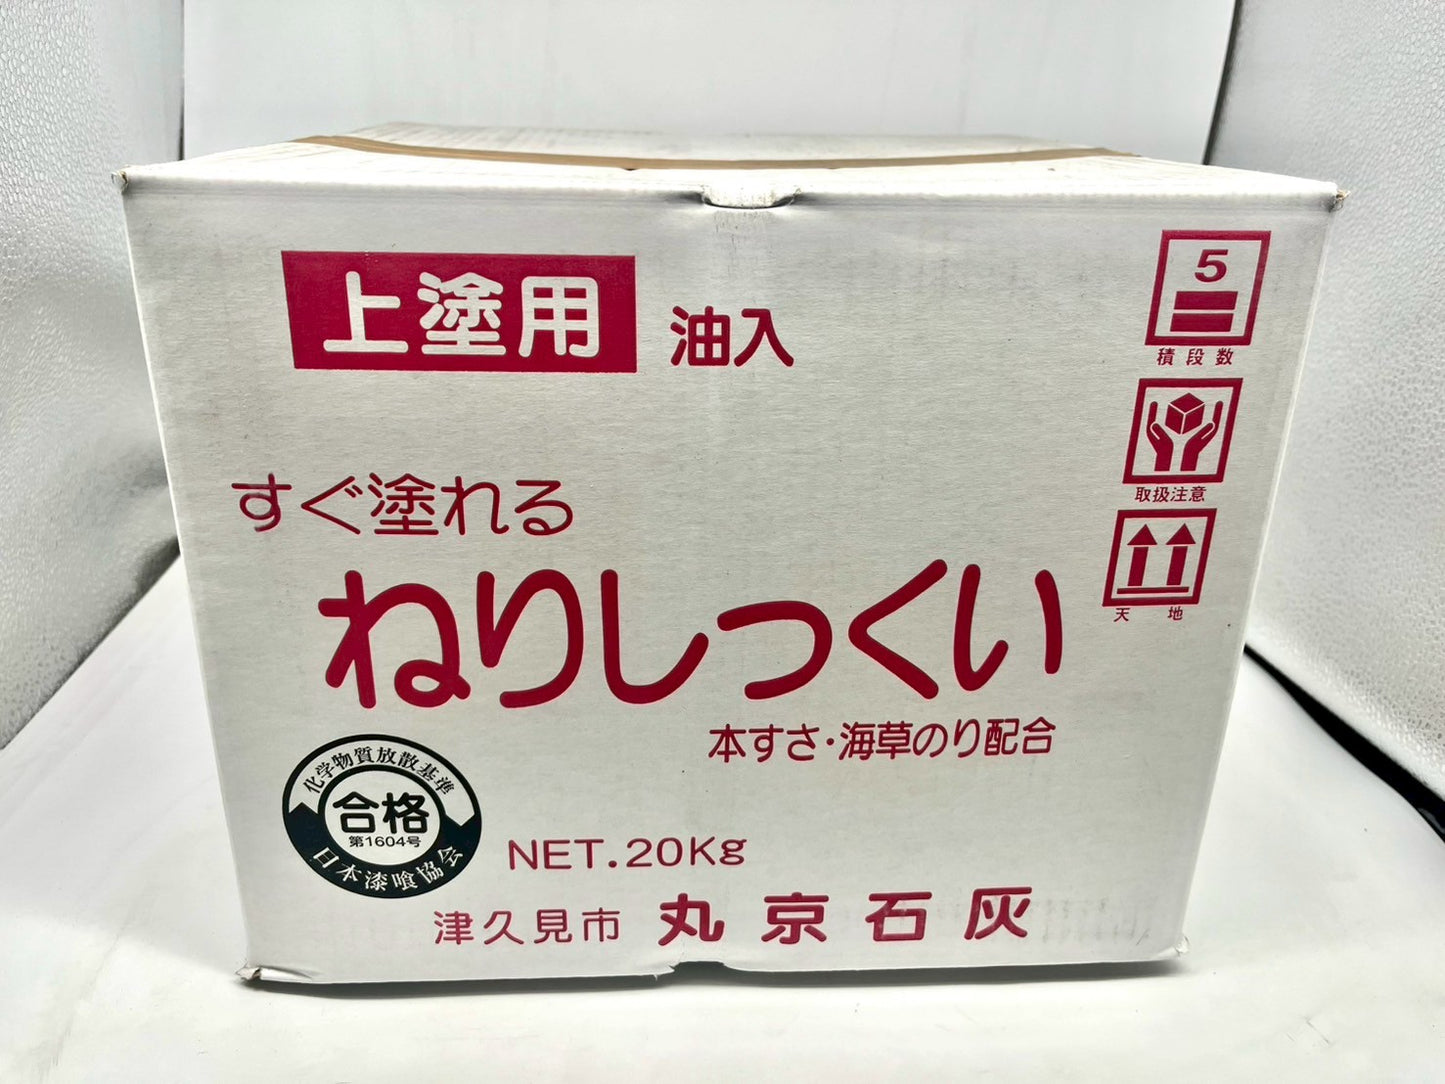 上塗用 油入
5
積段数
取扱注意
天地
すぐ塗れる
ねりしっくい
本すさ・海草のり配合
化学物質放散基準
合格
第1604号
日本漆喰協会
NET.20Kg
津久見市 丸京石灰